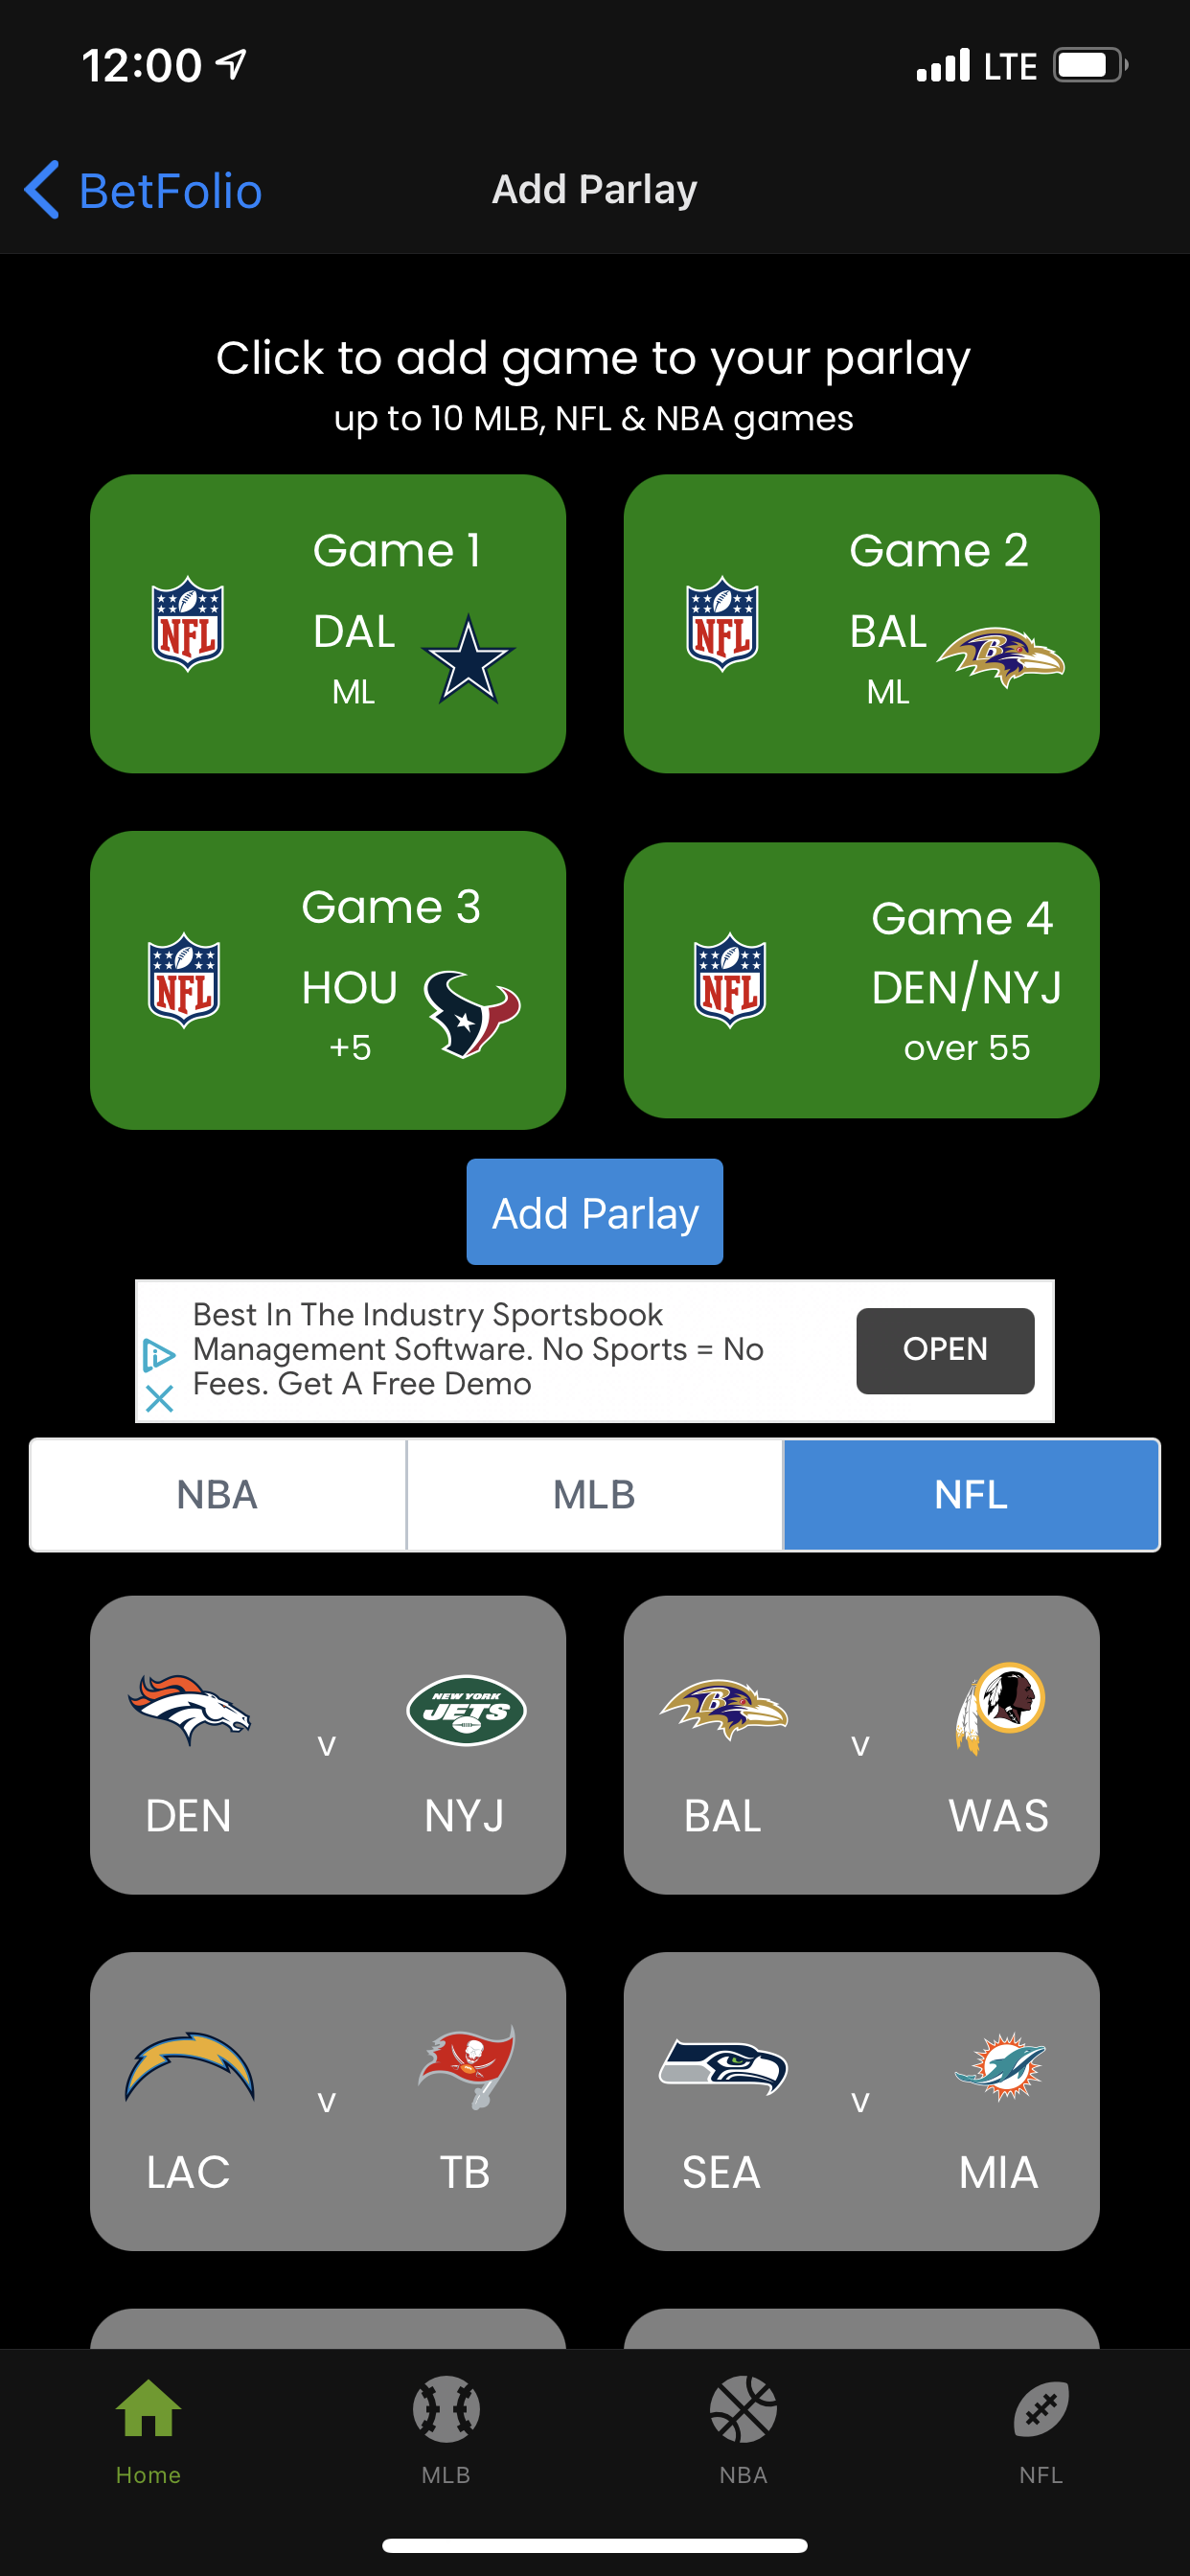 12:00 LTE
BetFolio Add Parlay
Click to add game to your parlay
up to 10 MLB, NFL & NBA games
NFL
Game 1
DAL
ML
NFL
Game 2
BAL
B
ML
NFL
Game 3
HOU
+5
NFL
Game 4
DEN/NYJ
over 55
Add Parlay
Best In The Industry Sportsbook
Management Software. No Sports = No
Fees. Get A Free Demo
OPEN
NBA MLB NFL
NEW YORK
JETS
v
DEN NYJ
B
v
BAL WAS
v
LAC TB
v
SEA MIA
Home MLB NBA NFL